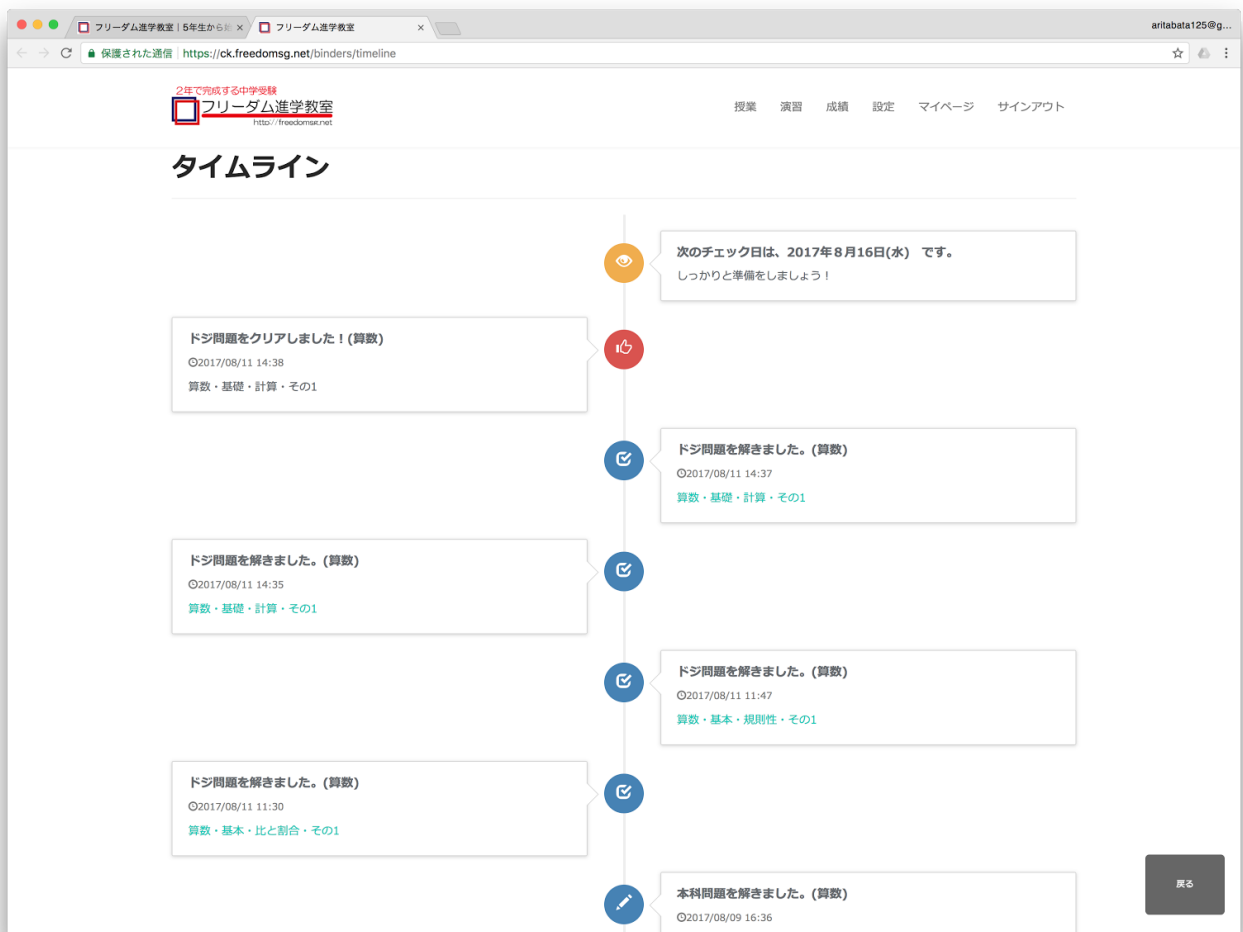 フリーダム進学教室 | 5年生から始
フリーダム進学教室
aritabata125@g...
保護された通信
https://ck.freedomsg.net/binders/timeline
2年で完成する中学受験
フリーダム進学教室
http://freedomsg.net
授業 演習 成績 設定 マイページ サインアウト
タイムライン
次のチェック日は、2017年8月16日(水) です。
しっかりと準備をしましょう!
ドジ問題をクリアしました!(算数)
2017/08/11 14:38
算数・基礎・計算・その1
ドジ問題を解きました。(算数)
2017/08/11 14:37
算数・基礎・計算・その1
ドジ問題を解きました。(算数)
2017/08/11 14:35
算数・基礎・計算・その1
ドジ問題を解きました。(算数)
2017/08/11 11:47
算数・基本・規則性・その1
ドジ問題を解きました。(算数)
2017/08/11 11:30
算数・基本・比と割合・その1
本科問題を解きました。(算数)
2017/08/09 16:36
戻る